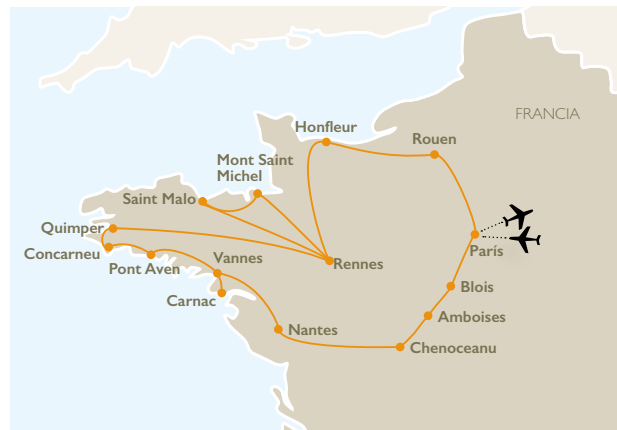 FRANCIA
Honfleur
Rouen
Mont Saint
Michel
Saint Malo
Quimper
Concarneu
Pont Aven
Vannes
Rennes
París
Carnac
Blois
Amboises
Nantes
Chenoceanu